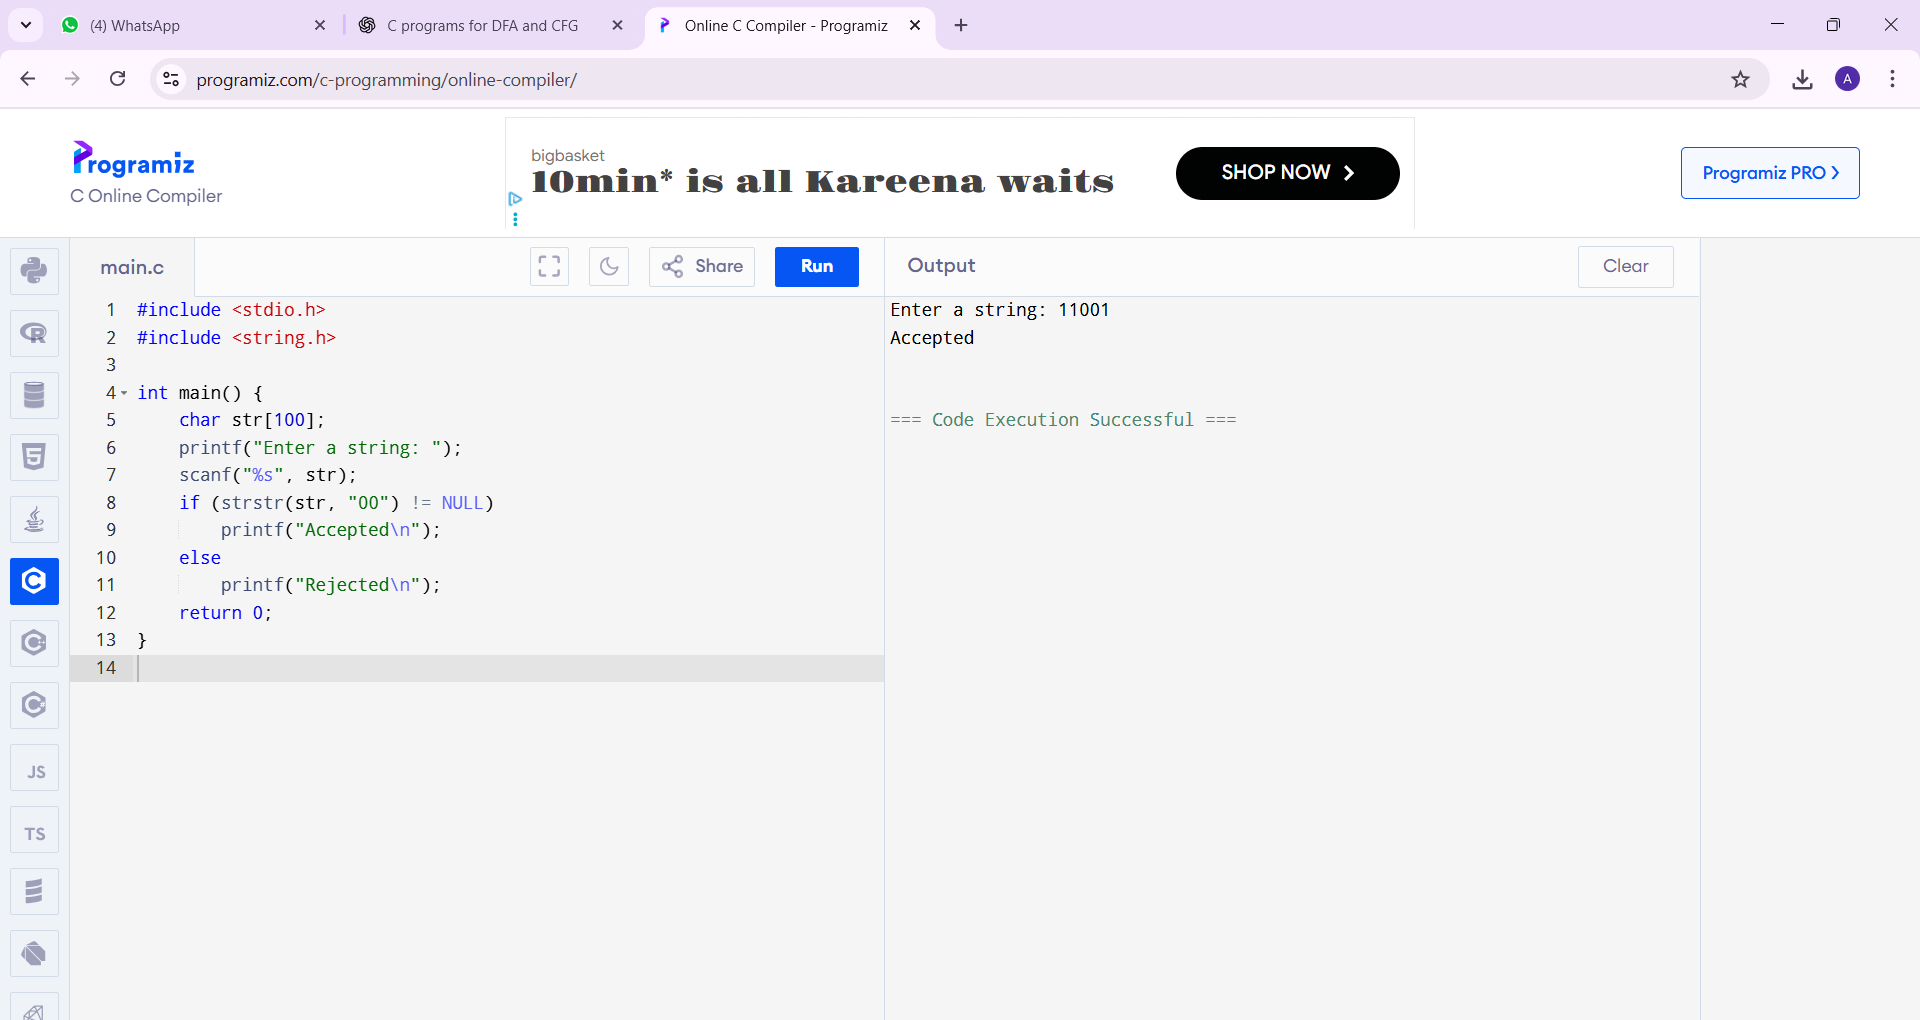 (4) WhatsApp
C programs for DFA and CFG
Online C Compiler - Programiz
programiz.com/c-programming/online-compiler/
A
Programiz
C Online Compiler
bigbasket
10min* is all Kareena waits
SHOP NOW
Programiz PRO
main.c
Share
Run
Output
Clear
1 #include <stdio.h>
2 #include <string.h>
3
4 int main() {
5     char str[100];
6     printf("Enter a string: ");
7     scanf("%s", str);
8     if (strstr(str, "00") != NULL)
9         printf("Accepted\n");
10     else
11         printf("Rejected\n");
12     return 0;
13 }
14
Enter a string: 11001
Accepted
=== Code Execution Successful ===
R
5
C
C
C
JS
TS